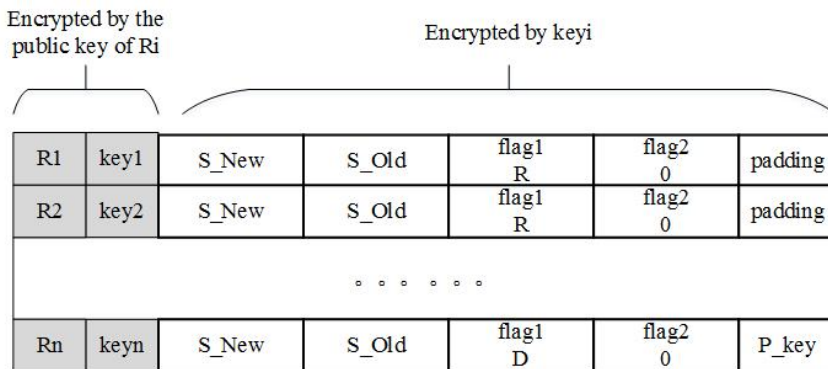 Encrypted by the
public key of Ri
Encrypted by keyi
R1 key1 S_New S_Old flag1 R flag2 0 padding
R2 key2 S_New S_Old flag1 R flag2 0 padding
。。。。。。
Rn keyn S_New S_Old flag1 D flag2 0 P_key